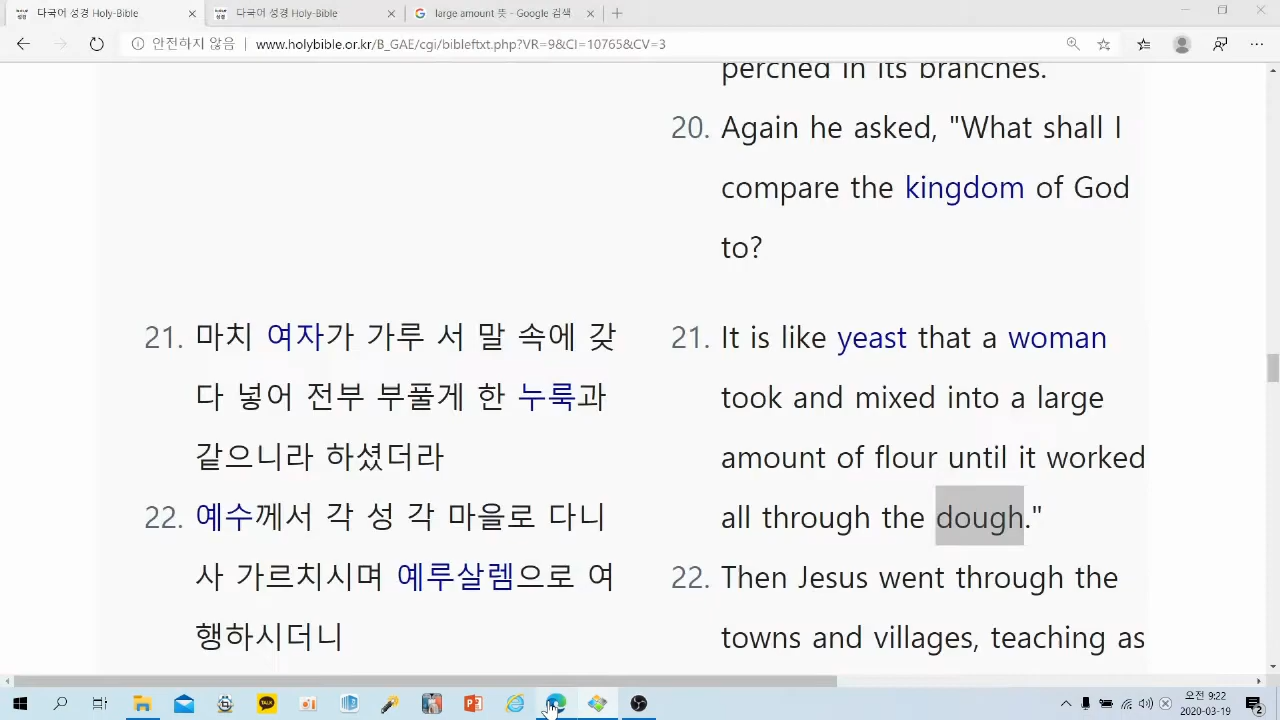 다국어 성경 Holy-Bible
다국어 성경 Holy-Bible
large amount 뜻 - Google 검색
안전하지 않음
www.holybible.or.kr/B_GAE/cgi/bibleftxt.php?VR=9&CI=10765&CV=3
perched in its branches.
20. Again he asked, "What shall I
compare the kingdom of God
to?
21. 마치 여자가 가루 서 말 속에 갖
다 넣어 전부 부풀게 한 누룩과
같으니라 하셨더라
22. 예수께서 각 성 각 마을로 다니
사 가르치시며 예루살렘으로 여
행하시더니
21. It is like yeast that a woman
took and mixed into a large
amount of flour until it worked
all through the dough."
22. Then Jesus went through the
towns and villages, teaching as
TALK
오전 9:22
2020-03-19
2